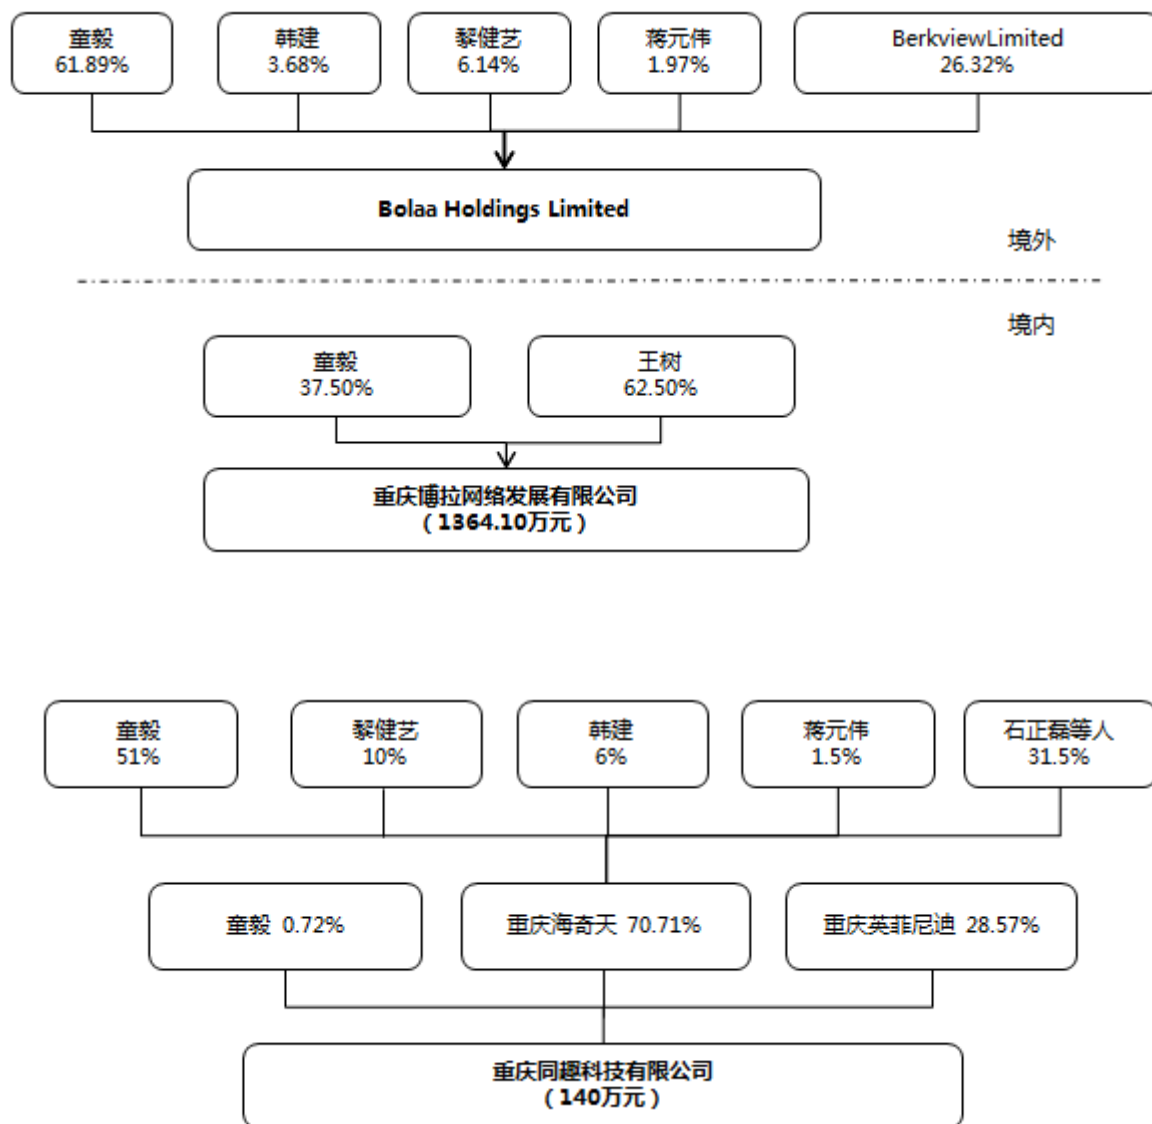 童毅
61.89%
韩建
3.68%
黎健艺
6.14%
蒋元伟
1.97%
BerkviewLimited
26.32%
Bolaa Holdings Limited
境外
境内
童毅
37.50%
王树
62.50%
重庆博拉网络发展有限公司
（1364.10万元）
童毅
51%
黎健艺
10%
韩建
6%
蒋元伟
1.5%
石正磊等人
31.5%
童毅 0.72%
重庆海奇天 70.71%
重庆英菲尼迪 28.57%
重庆同趣科技有限公司
（140万元）